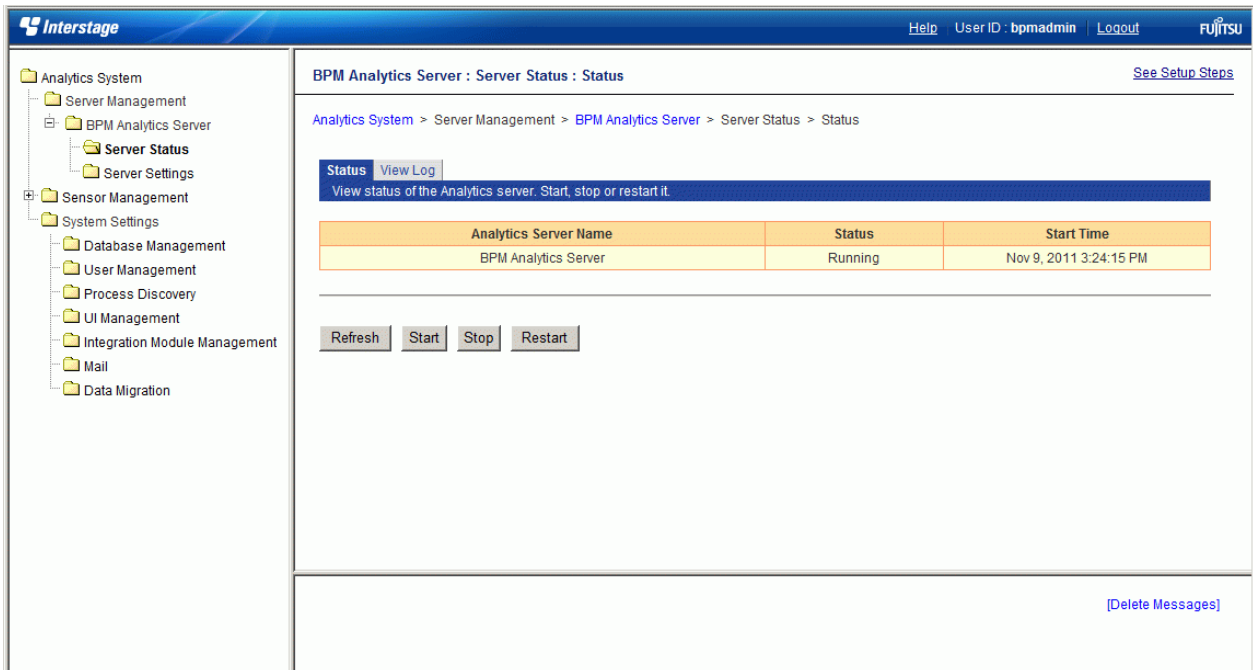 Interstage
Help User ID : bpmadmin Logout FUJITSU
Analytics System
Server Management
BPM Analytics Server
Server Status
Server Settings
Sensor Management
System Settings
Database Management
User Management
Process Discovery
UI Management
Integration Module Management
Mail
Data Migration
BPM Analytics Server : Server Status : Status
See Setup Steps
Analytics System > Server Management > BPM Analytics Server > Server Status > Status
Status View Log
View status of the Analytics server. Start, stop or restart it.
Analytics Server Name Status Start Time
BPM Analytics Server Running Nov 9, 2011 3:24:15 PM
Refresh Start Stop Restart
[Delete Messages]